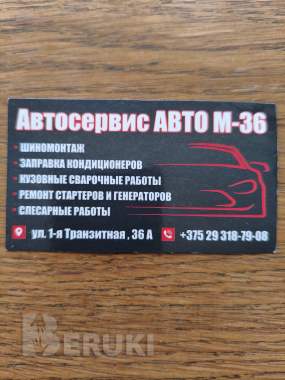 Автосервис АВТО М-36
- ШИНОМОНТАЖ
- ЗАПРАВКА КОНДИЦИОНЕРОВ
- КУЗОВНЫЕ СВАРОЧНЫЕ РАБОТЫ
- РЕМОНТ СТАРТЕРОВ И ГЕНЕРАТОРОВ
- СЛЕСАРНЫЕ РАБОТЫ
ул. 1-я Транзитная , 36 А
+375 29 318-79-08
BERUKI